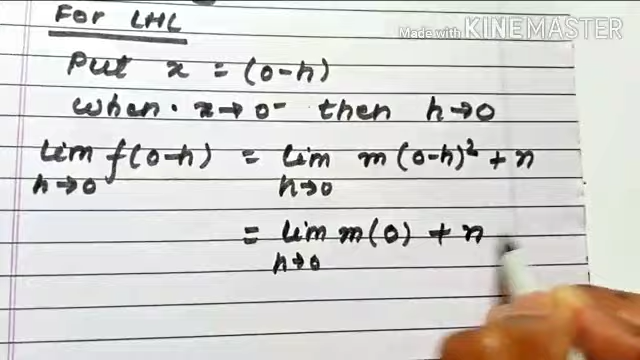 Made with KINEMASTER
For LHL
Put x = (0-h)
when. x→0⁻ then h→0
lim f(0-h) = lim m(0-h)² + n
h→0 h→0
= lim m(0) + n
h→0